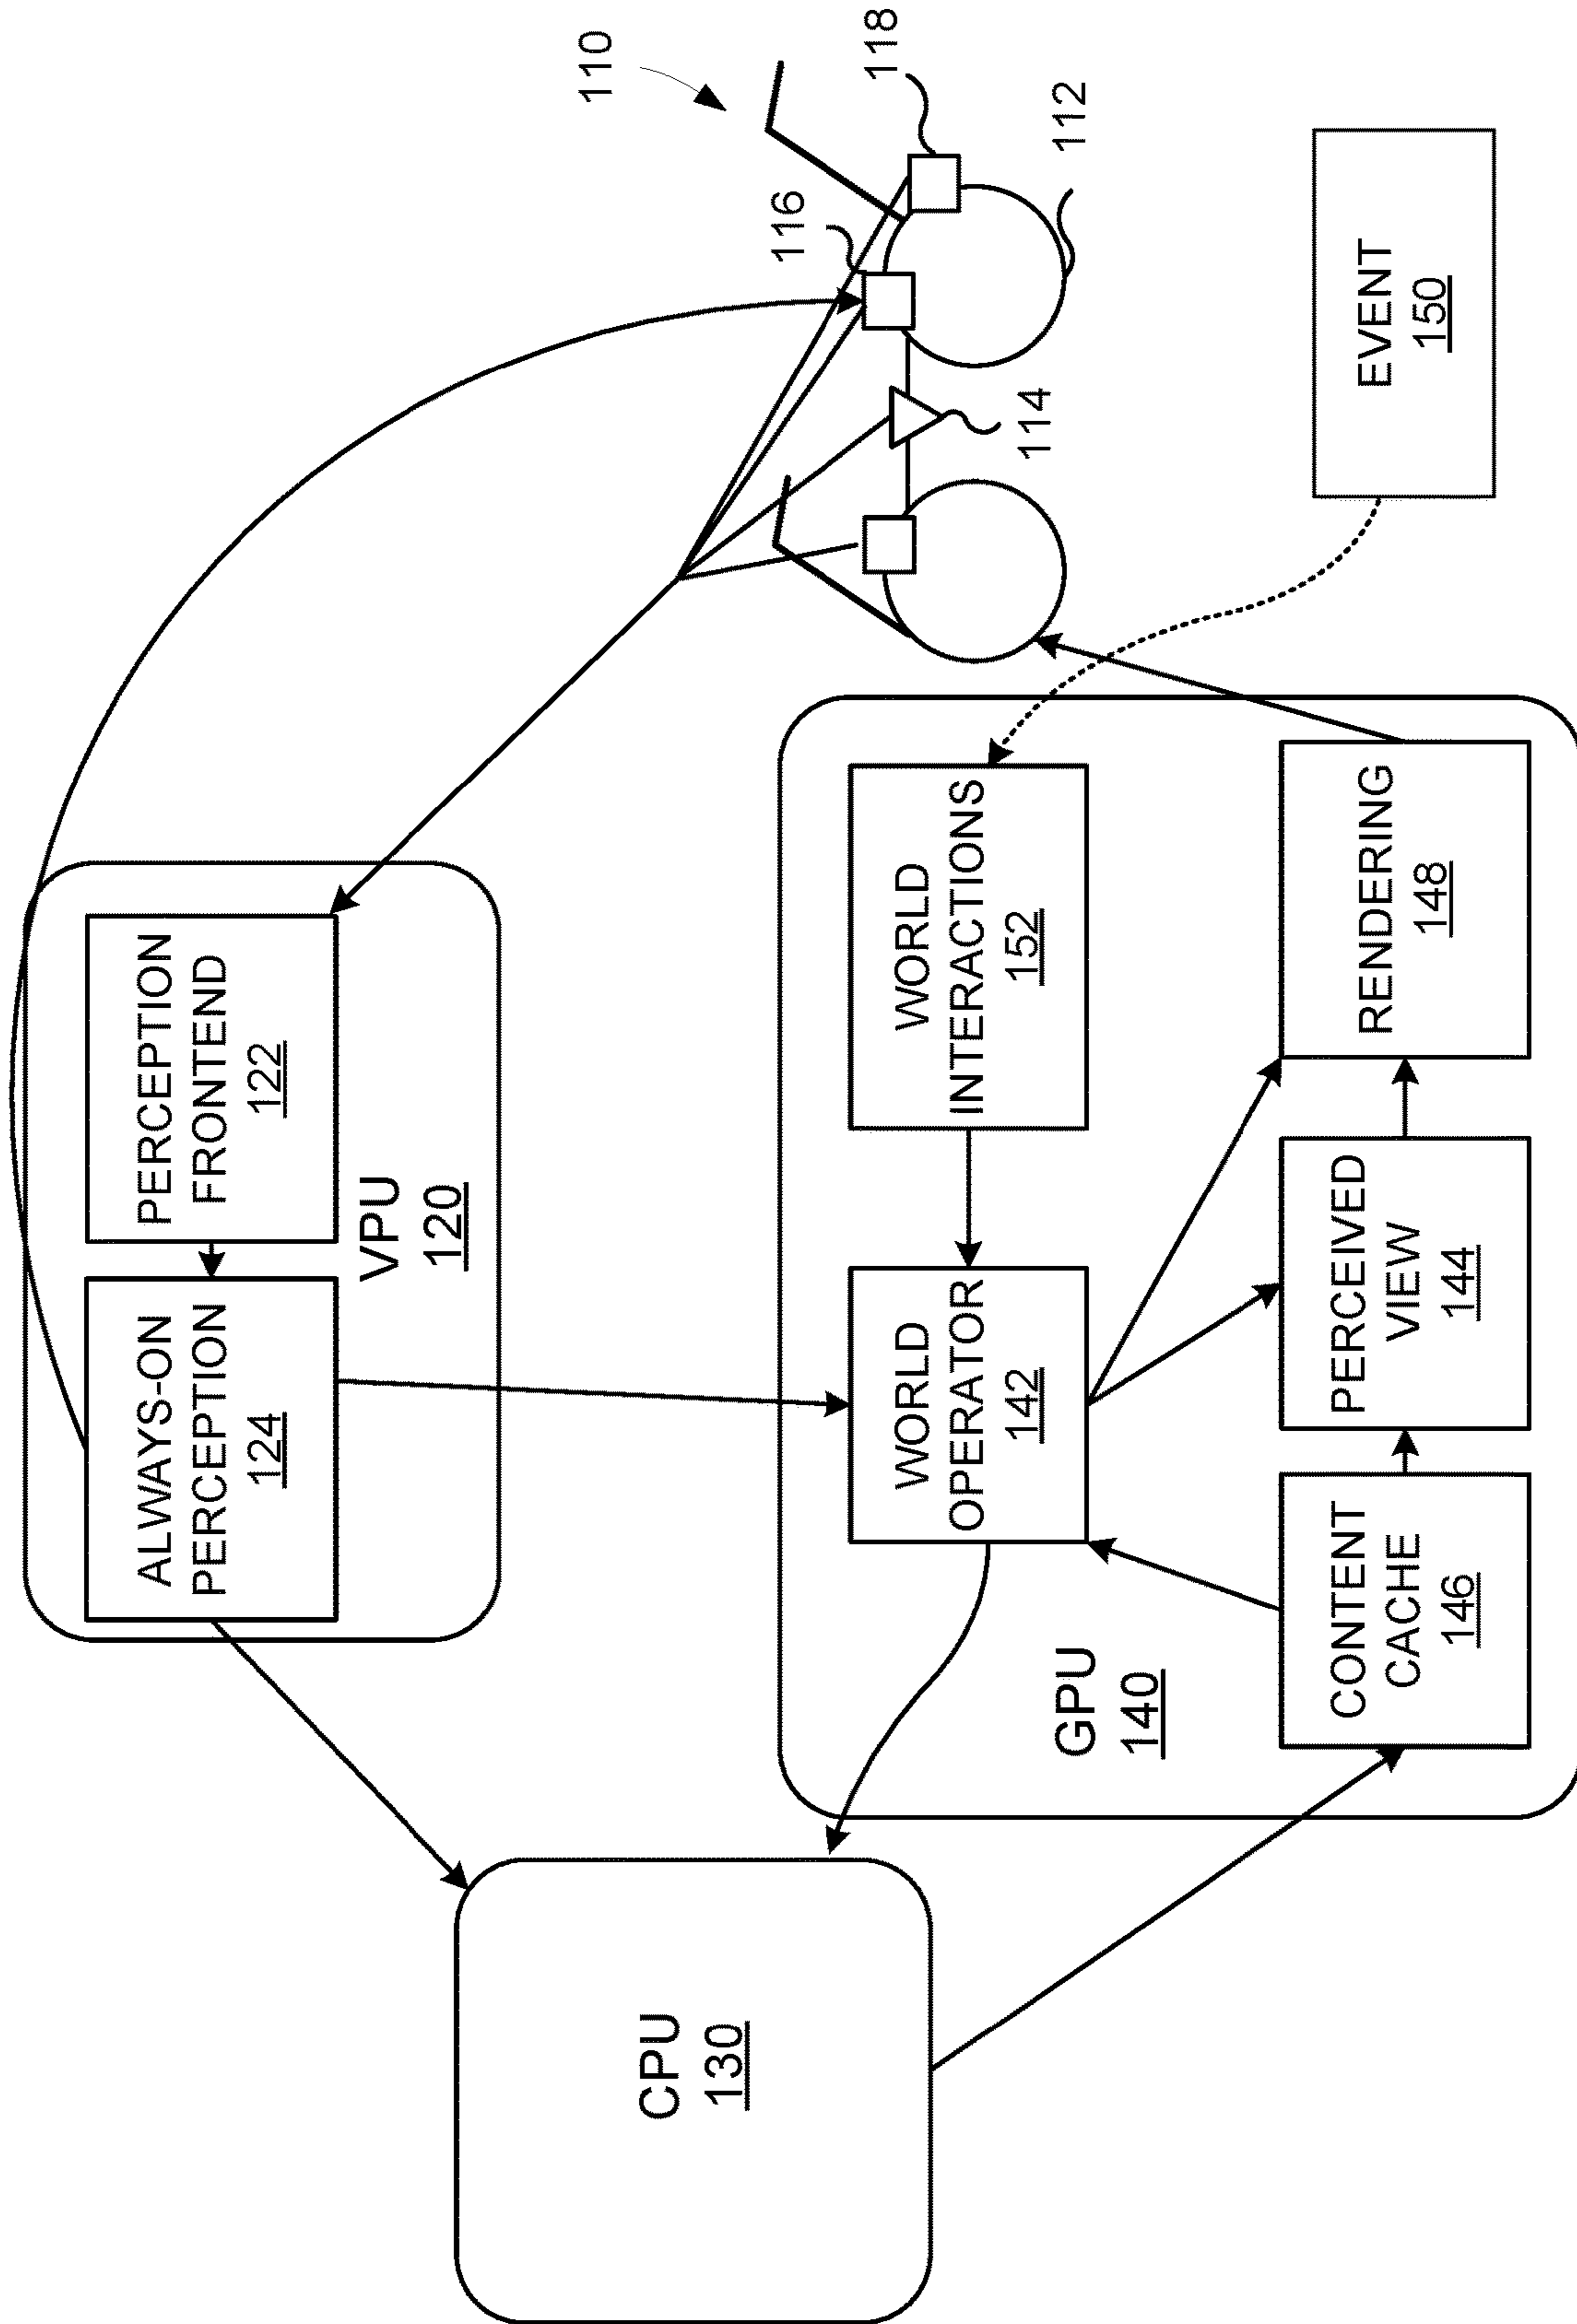 CPU
130
ALWAYS-ON
PERCEPTION
124
PERCEPTION
FRONTEND
122
VPU
120
GPU
140
WORLD
OPERATOR
142
WORLD
INTERACTIONS
152
CONTENT
CACHE
146
PERCEIVED
VIEW
144
RENDERING
148
110
116
118
114
112
EVENT
150